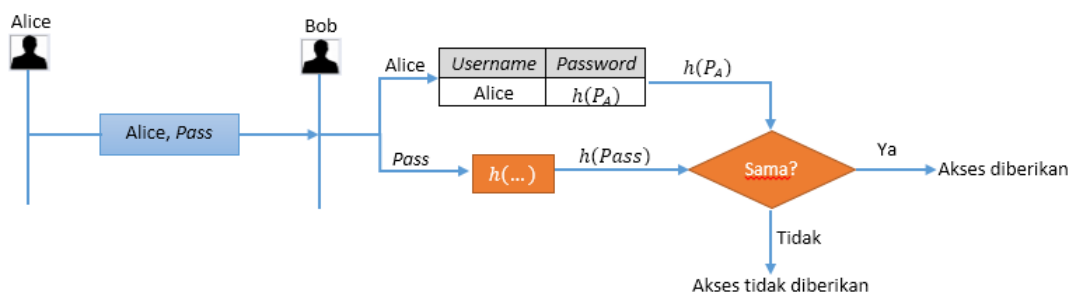 Alice
Bob
Alice, Pass
Alice
Username Password
Alice h(P_A)
h(P_A)
Pass
h(...)
h(Pass)
Sama?
Ya
Akses diberikan
Tidak
Akses tidak diberikan